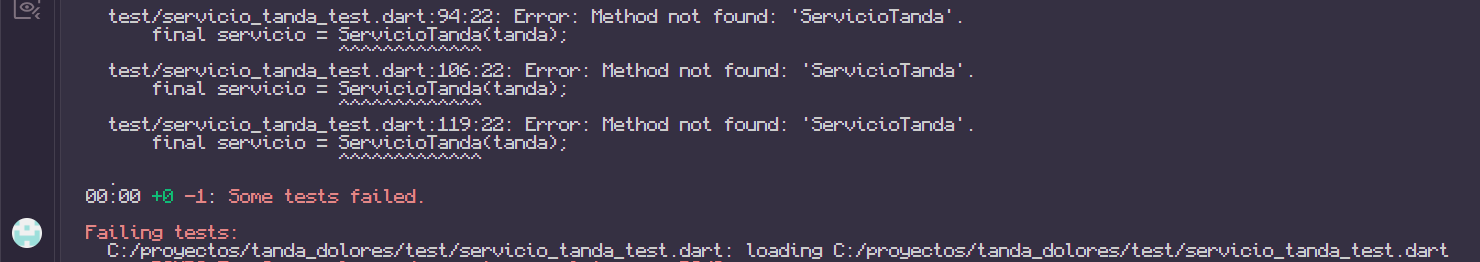 test/servicio_tanda_test.dart:94:22: Error: Method not found: 'ServicioTanda'.
final servicio = ServicioTanda(tanda);
^^^^^^^^^^^^^
test/servicio_tanda_test.dart:106:22: Error: Method not found: 'ServicioTanda'.
final servicio = ServicioTanda(tanda);
^^^^^^^^^^^^^
test/servicio_tanda_test.dart:119:22: Error: Method not found: 'ServicioTanda'.
final servicio = ServicioTanda(tanda);
^^^^^^^^^^^^^
.
00:00 +0 -1: Some tests failed.
Failing tests:
C:/proyectos/tanda_dolores/test/servicio_tanda_test.dart: loading C:/proyectos/tanda_dolores/test/servicio_tanda_test.dart